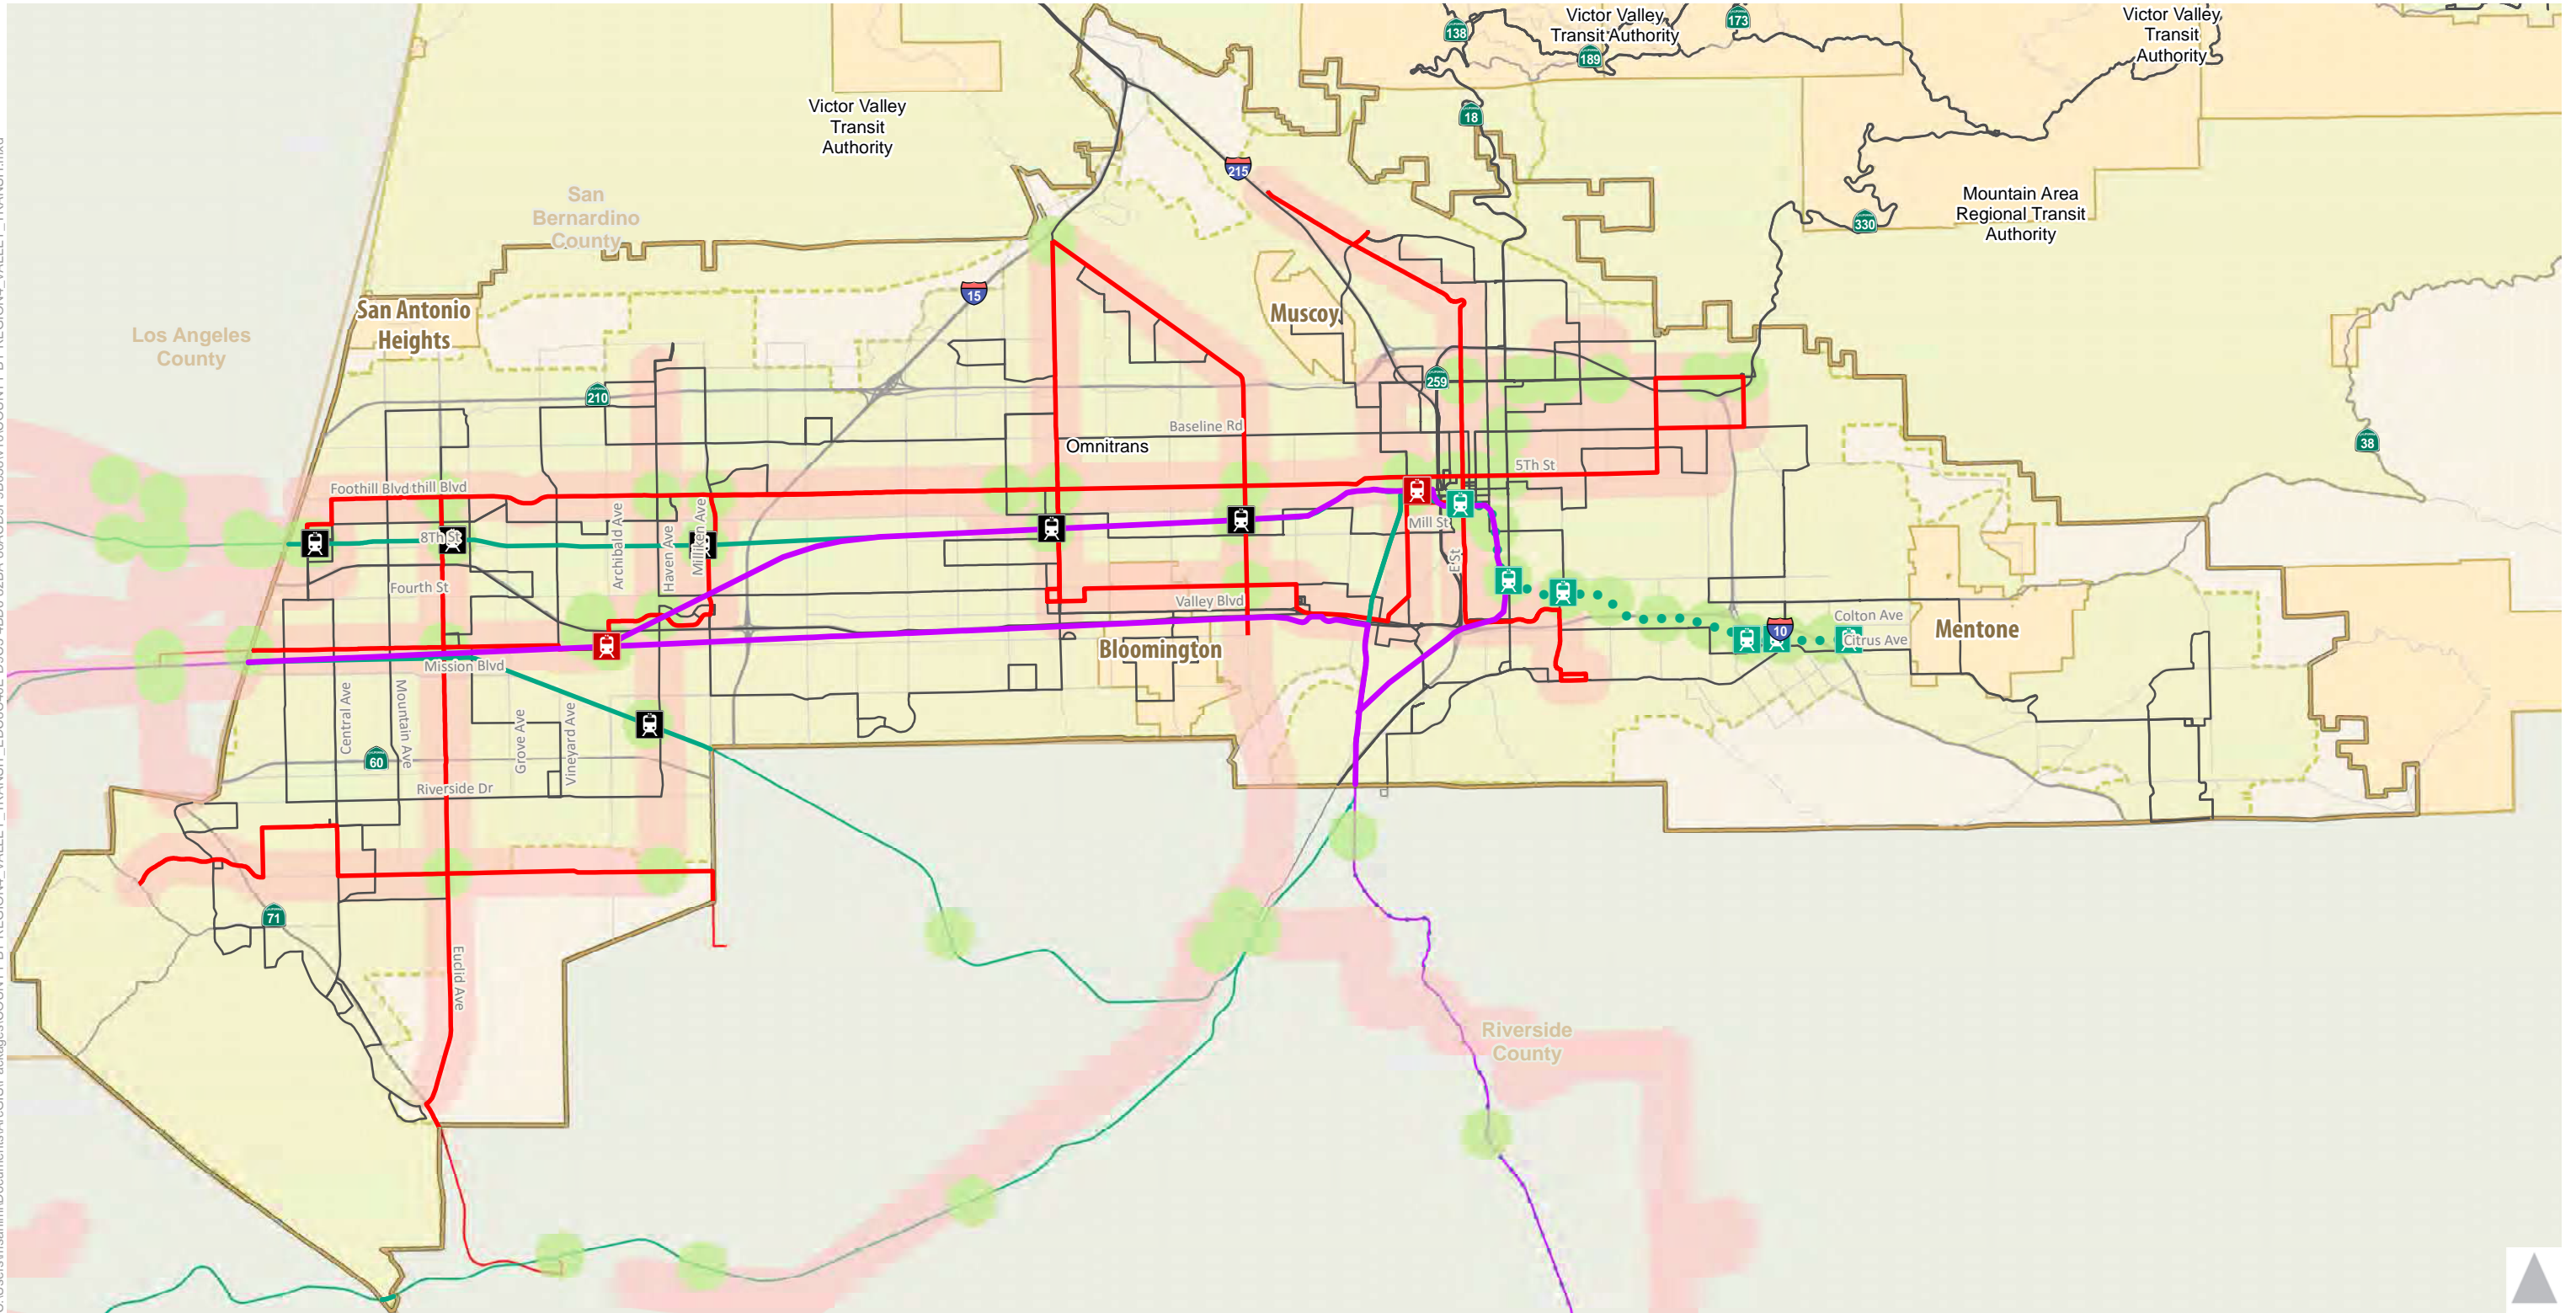 138
Victor Valley
Transit Authority
189
173
Victor Valley
Transit
Authority
18
Victor Valley
Transit
Authority
215
San
Bernardino
County
Mountain Area
Regional Transit
Authority
330
15
San Antonio
Heights
Muscoy
Los Angeles
County
210
259
Baseline Rd
Omnitrans
38
5Th St
Foothill Blvd
thill Blvd
Mill St
8Th St
Archibald Ave
Haven Ave
Milliken Ave
E St
Fourth St
Valley Blvd
Colton Ave
10
Citrus Ave
Mentone
Bloomington
Mission Blvd
Central Ave
Mountain Ave
Grove Ave
Vineyard Ave
60
Riverside Dr
71
Euclid Ave
Riverside
County